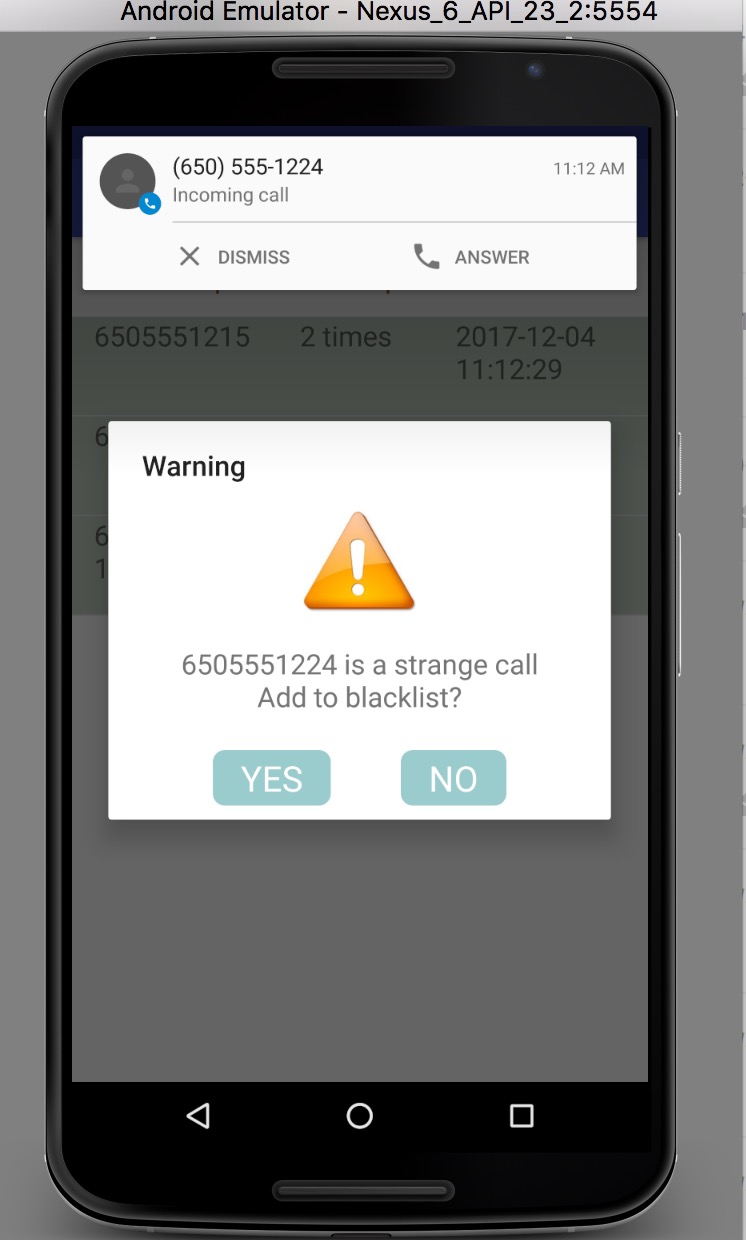 Android Emulator - Nexus_6_API_23_2:5554
(650) 555-1224
11:12 AM
Incoming call
DISMISS
ANSWER
6505551215 2 times 2017-12-04
11:12:29
6
Warning
6
1
6505551224 is a strange call
Add to blacklist?
YES
NO